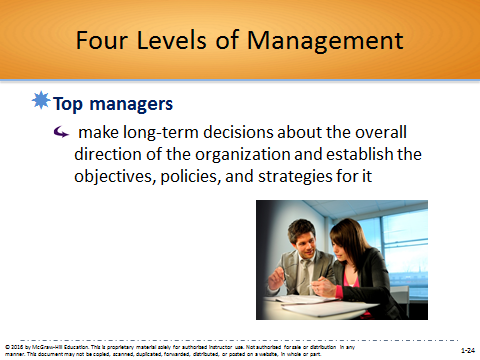 Four Levels of Management
Top managers
make long-term decisions about the overall
direction of the organization and establish the
objectives, policies, and strategies for it
© 2016 by McGraw-Hill Education. This is proprietary material solely for authorized instructor use. Not authorized for sale or distribution in any
manner. This document may not be copied, scanned, duplicated, forwarded, distributed, or posted on a website, in whole or part.
1-24